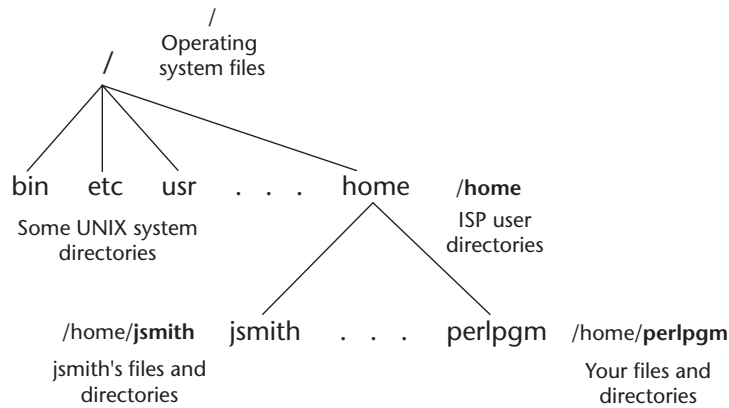 /
Operating
system files
/
bin etc usr . . . home /home
Some UNIX system
directories
ISP user
directories
/home/jsmith jsmith . . . perlpgm /home/perlpgm
jsmith's files and
directories
Your files and
directories